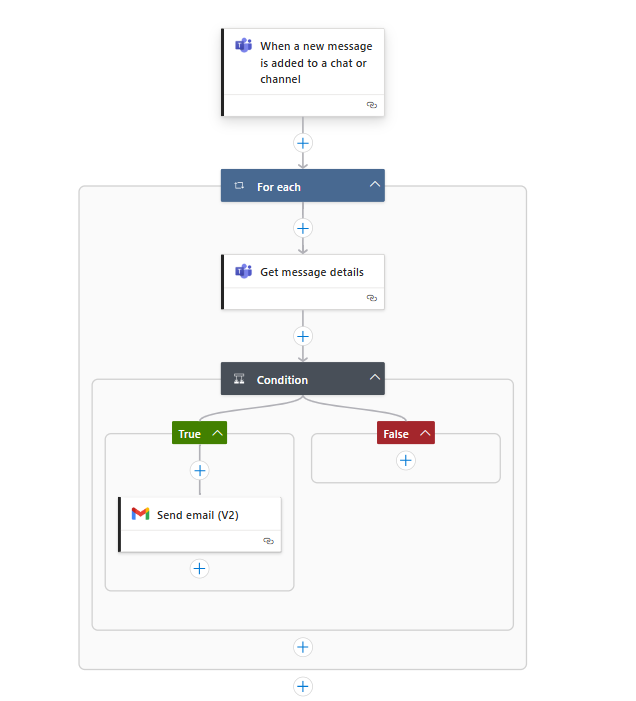 When a new message
is added to a chat or
channel
For each
Get message details
Condition
True
False
Send email (V2)